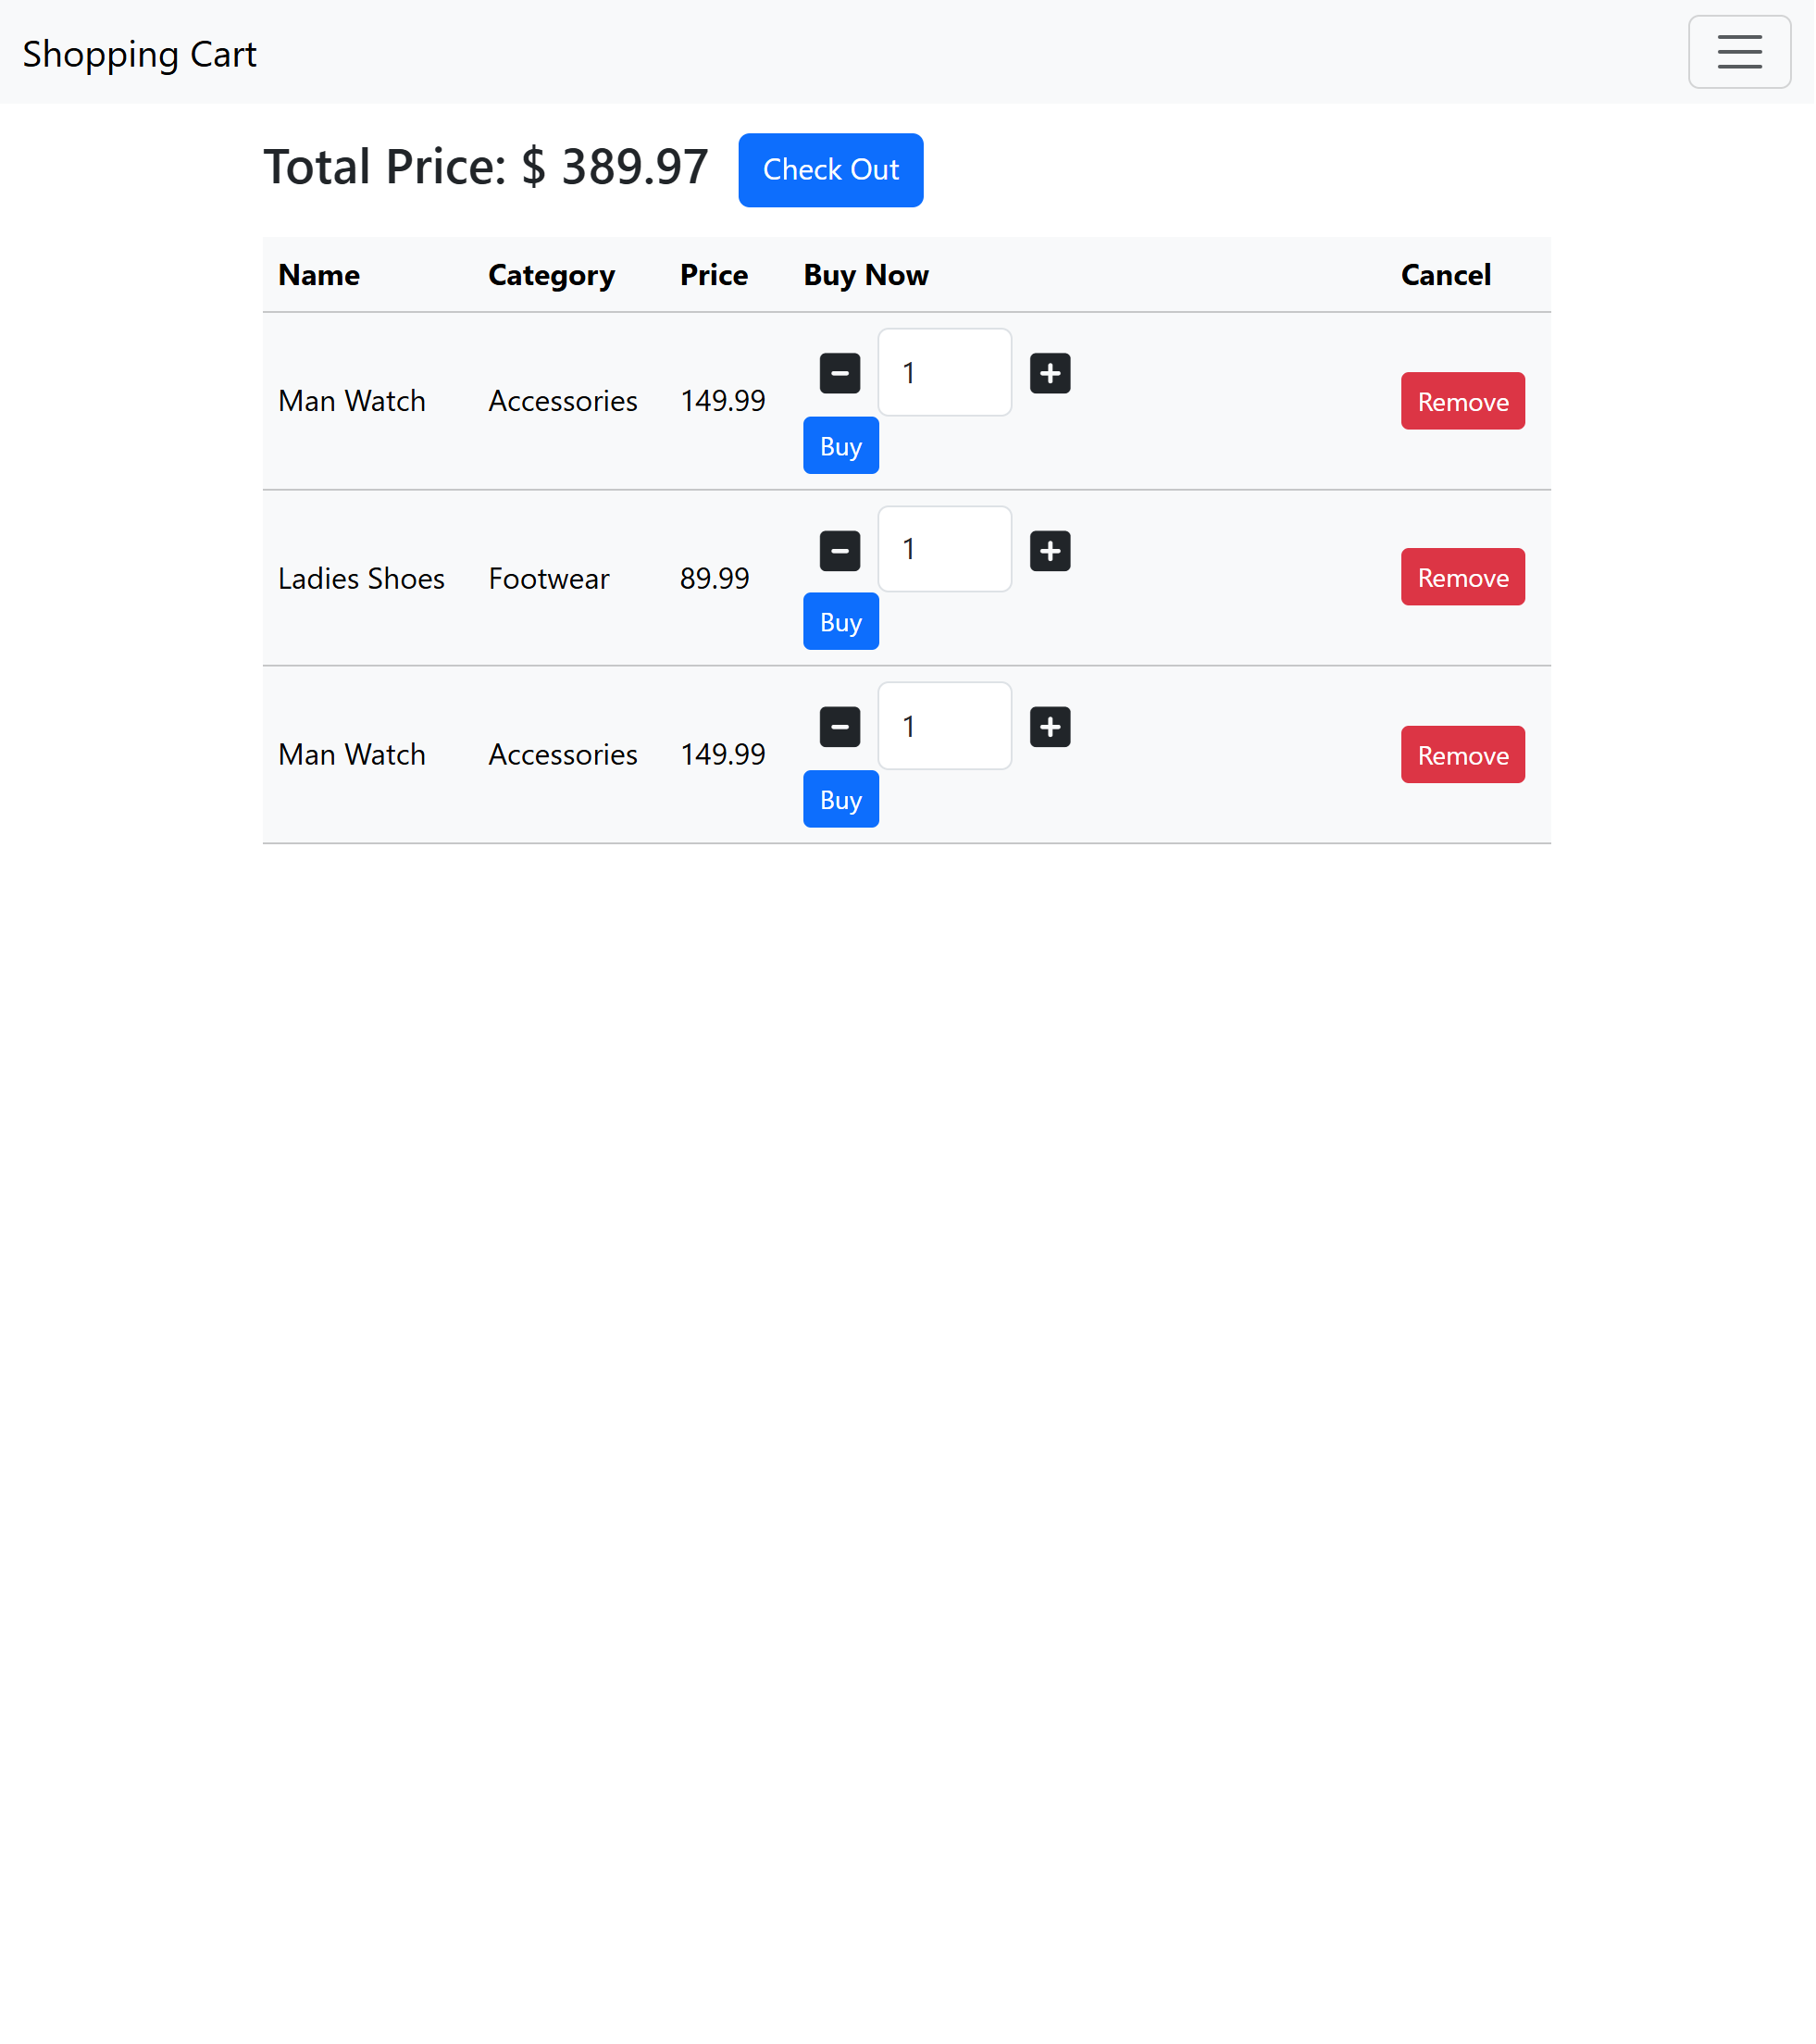 Shopping Cart
Total Price: $ 389.97 Check Out
Name Category Price Buy Now Cancel
1
Man Watch Accessories 149.99 Remove
Buy
1
Ladies Shoes Footwear 89.99 Remove
Buy
1
Man Watch Accessories 149.99 Remove
Buy